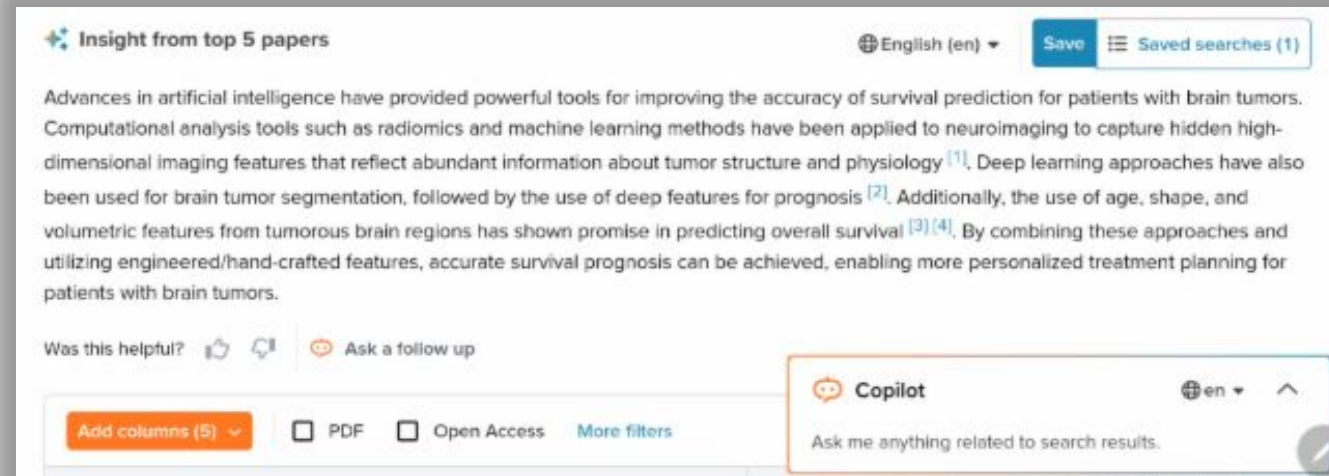 Insight from top 5 papers
English (en)
Save
Saved searches (1)
Advances in artificial intelligence have provided powerful tools for improving the accuracy of survival prediction for patients with brain tumors.
Computational analysis tools such as radiomics and machine learning methods have been applied to neuroimaging to capture hidden high-
dimensional imaging features that reflect abundant information about tumor structure and physiology [1]. Deep learning approaches have also
been used for brain tumor segmentation, followed by the use of deep features for prognosis [2]. Additionally, the use of age, shape, and
volumetric features from tumorous brain regions has shown promise in predicting overall survival [3] [4]. By combining these approaches and
utilizing engineered/hand-crafted features, accurate survival prognosis can be achieved, enabling more personalized treatment planning for
patients with brain tumors.
Was this helpful?
Ask a follow up
Add columns (5)
PDF
Open Access
More filters
Copilot
en
Ask me anything related to search results.